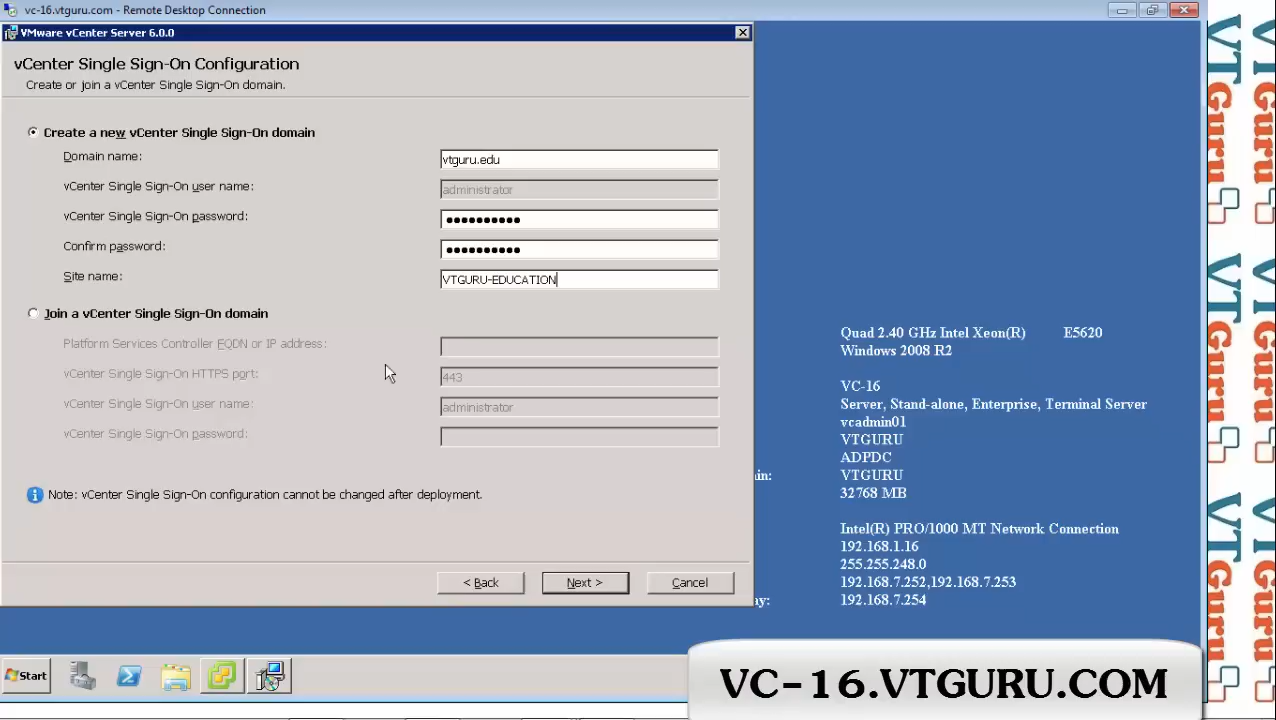 vc-16.vtguru.com - Remote Desktop Connection
VMware vCenter Server 6.0.0
vCenter Single Sign-On Configuration
Create or join a vCenter Single Sign-On domain.
Create a new vCenter Single Sign-On domain
Domain name: vtguru.edu
vCenter Single Sign-On user name: administrator
vCenter Single Sign-On password: ●●●●●●●●●●
Confirm password: ●●●●●●●●●●
Site name: VTGURU-EDUCATION
Join a vCenter Single Sign-On domain
Platform Services Controller FQDN or IP address:
vCenter Single Sign-On HTTPS port: 443
vCenter Single Sign-On user name: administrator
vCenter Single Sign-On password:
Note: vCenter Single Sign-On configuration cannot be changed after deployment.
< Back Next > Cancel
Quad 2.40 GHz Intel Xeon(R) E5620
Windows 2008 R2
VC-16
Server, Stand-alone, Enterprise, Terminal Server
vcadmin01
VTGURU
ADPDC
in: VTGURU
32768 MB
Intel(R) PRO/1000 MT Network Connection
192.168.1.16
255.255.248.0
192.168.7.252,192.168.7.253
ay: 192.168.7.254
Start
VC-16.VTGURU.COM
VTGuru
VTGuru
VTGuru